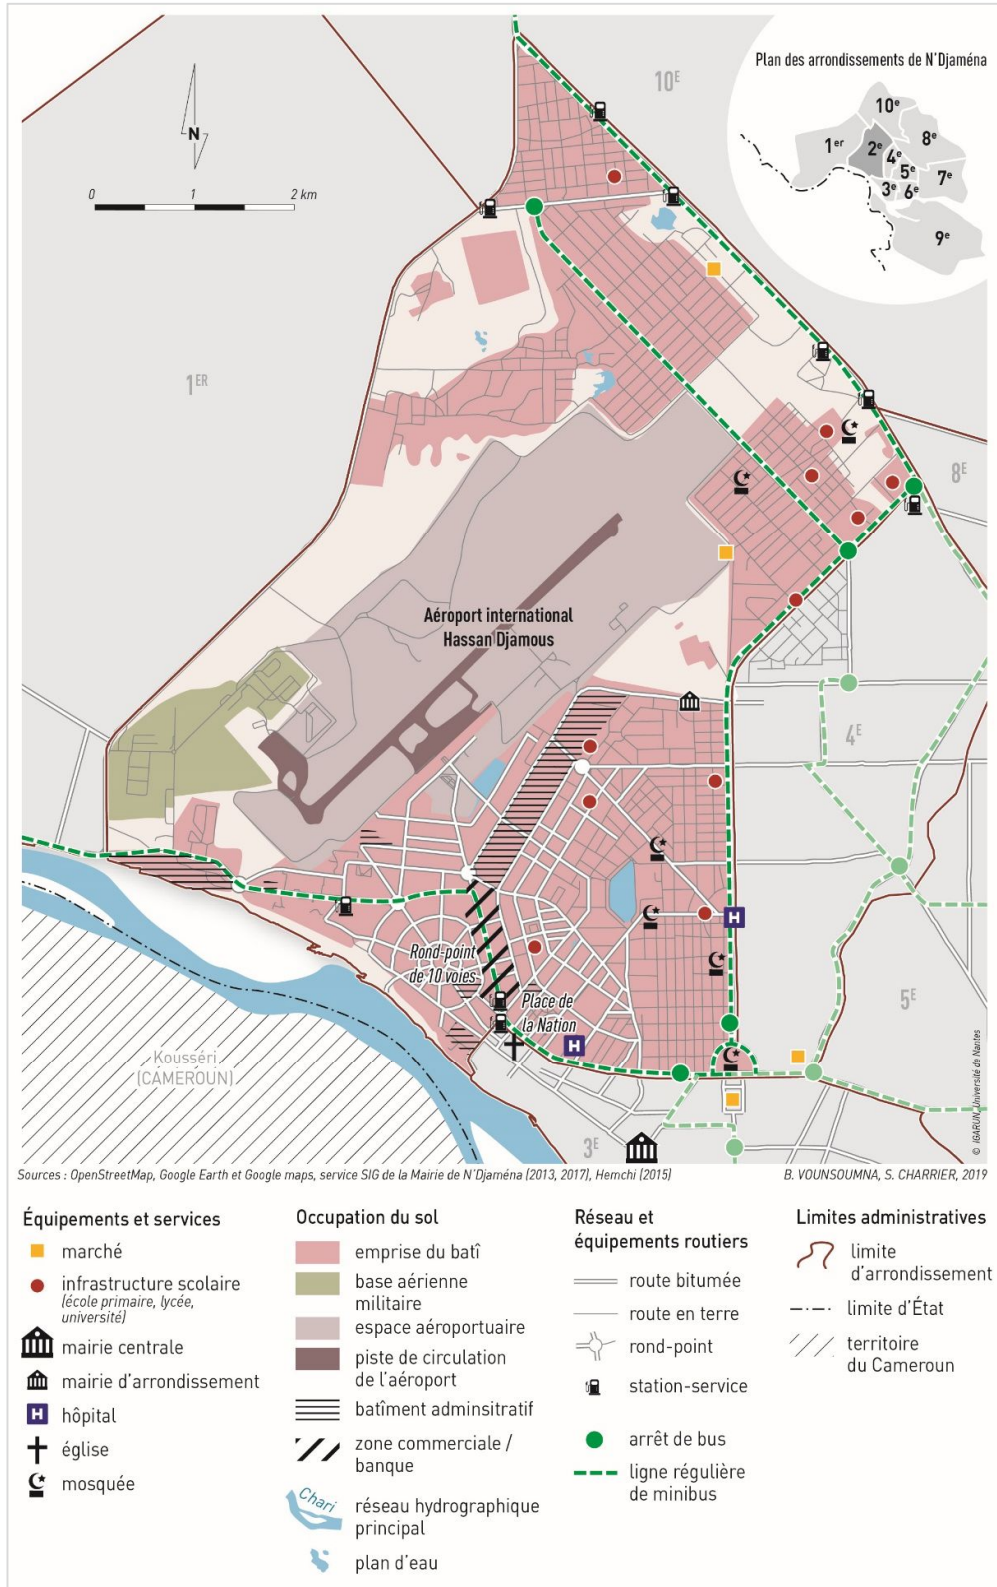 Plan des arrondissements de N'Djaména
10e
8e
1er
2e
4e
5e
7e
3e
6e
9e
10E
N
0 1 2 km
1ER
8E
Aéroport international
Hassan Djamous
4E
Rond-point
de 10 voies
Place de
la Nation
H
H
5E
Kousséri
(CAMEROUN)
3E
© IGARUN, Université de Nantes
Sources : OpenStreetMap, Google Earth et Google maps, service SIG de la Mairie de N'Djaména (2013, 2017), Hemchi (2015)
B. VOUNSOUMNA, S. CHARRIER, 2019
Équipements et services
marché
infrastructure scolaire
(école primaire, lycée,
université)
mairie centrale
mairie d'arrondissement
H hôpital
église
mosquée
Occupation du sol
emprise du batî
base aérienne
militaire
espace aéroportuaire
piste de circulation
de l'aéroport
batîment adminsitratif
zone commerciale /
banque
Chari
réseau hydrographique
principal
plan d'eau
Réseau et
équipements routiers
route bitumée
route en terre
rond-point
station-service
arrêt de bus
ligne régulière
de minibus
Limites administratives
limite
d'arrondissement
limite d'État
territoire
du Cameroun